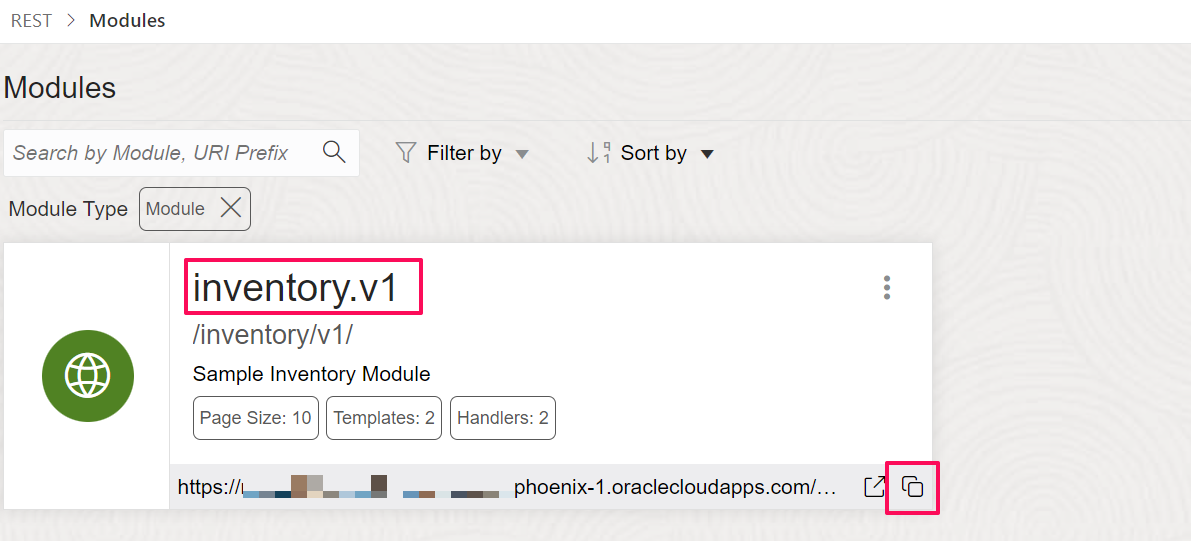 REST > Modules
Modules
Search by Module, URI Prefix
Filter by
Sort by
Module Type Module
inventory.v1
/inventory/v1/
Sample Inventory Module
Page Size: 10 Templates: 2 Handlers: 2
https:// phoenix-1.oraclecloudapps.com/…